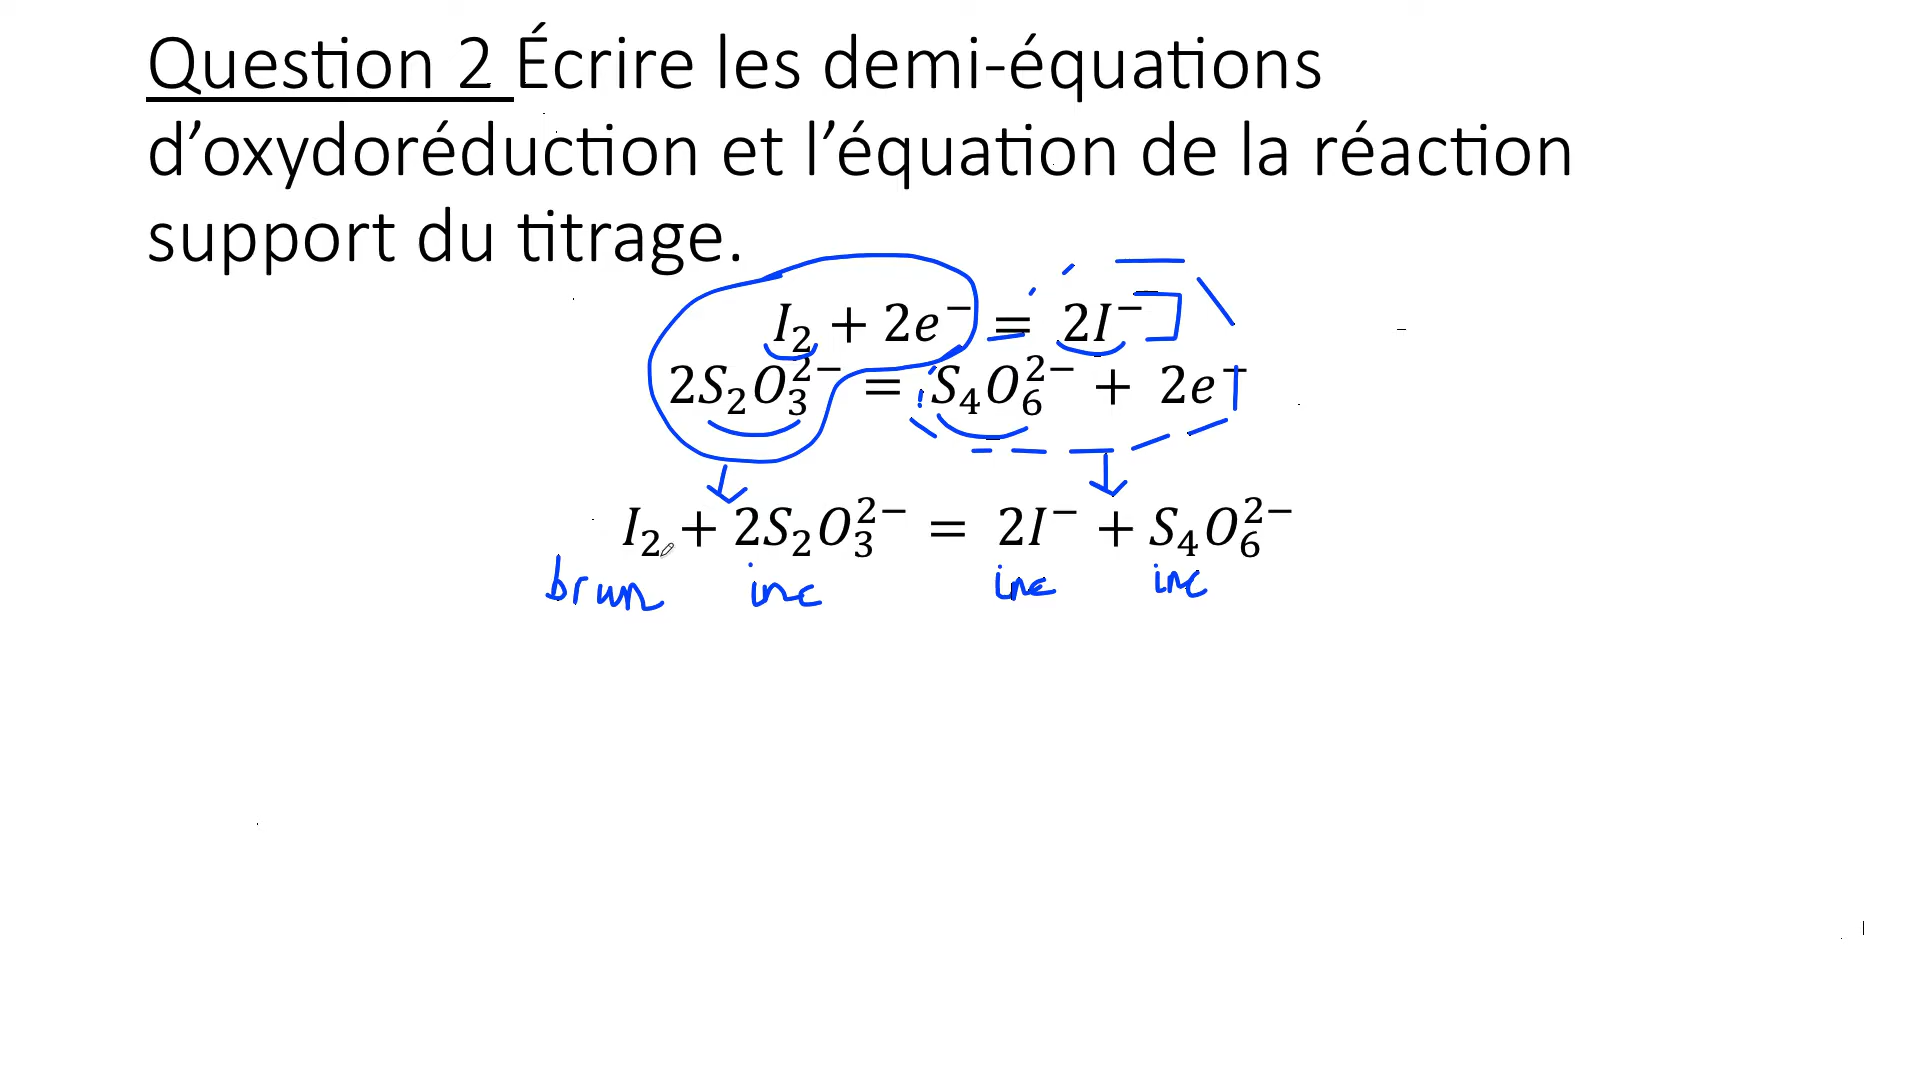 Question 2 Écrire les demi-équations
d’oxydoréduction et l’équation de la réaction
support du titrage.
I₂ + 2e⁻ = 2I⁻
2S₂O₃²⁻ = S₄O₆²⁻ + 2e⁻
I₂ + 2S₂O₃²⁻ = 2I⁻ + S₄O₆²⁻
brun inc inc inc